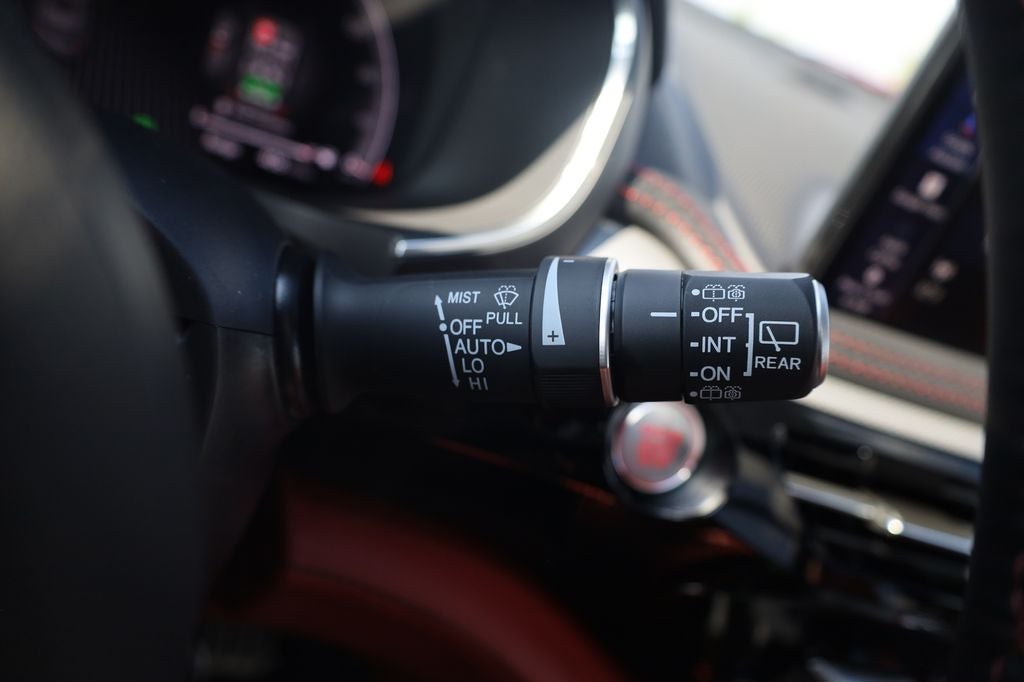 MIST
PULL
OFF
AUTO
LO
HI
-
+
OFF
INT
ON
REAR